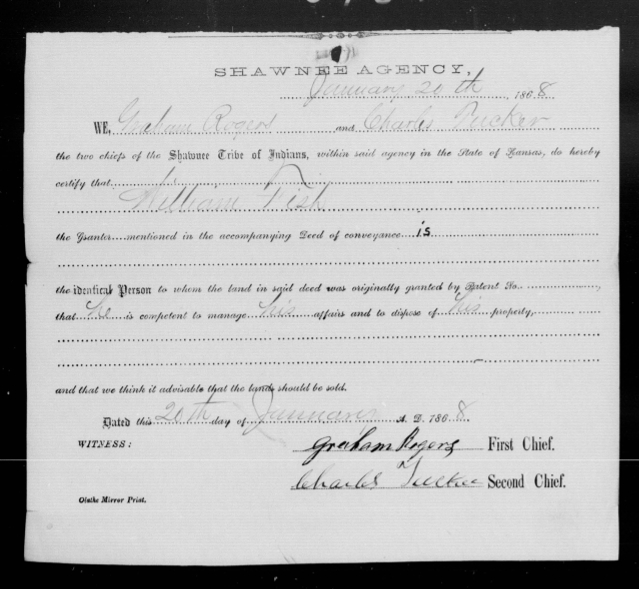 SHAWNEE AGENCY,
January 20th 1868
WE, Graham Rogers and Charles Tucker
the two chiefs of the Shawnee Tribe of Indians, within said agency in the State of Kansas, do hereby
certify that
William Fish
the Grantor mentioned in the accompanying Deed of conveyance is
the identical Person to whom the land in said deed was originally granted by Patent No.
that he is competent to manage his affairs and to dispose of his property,
and that we think it advisable that the lands should be sold.
Dated this 20th day of January A. D. 1868.
WITNESS:
Graham Rogers First Chief.
Charles Tucker Second Chief.
Olathe Mirror Print.